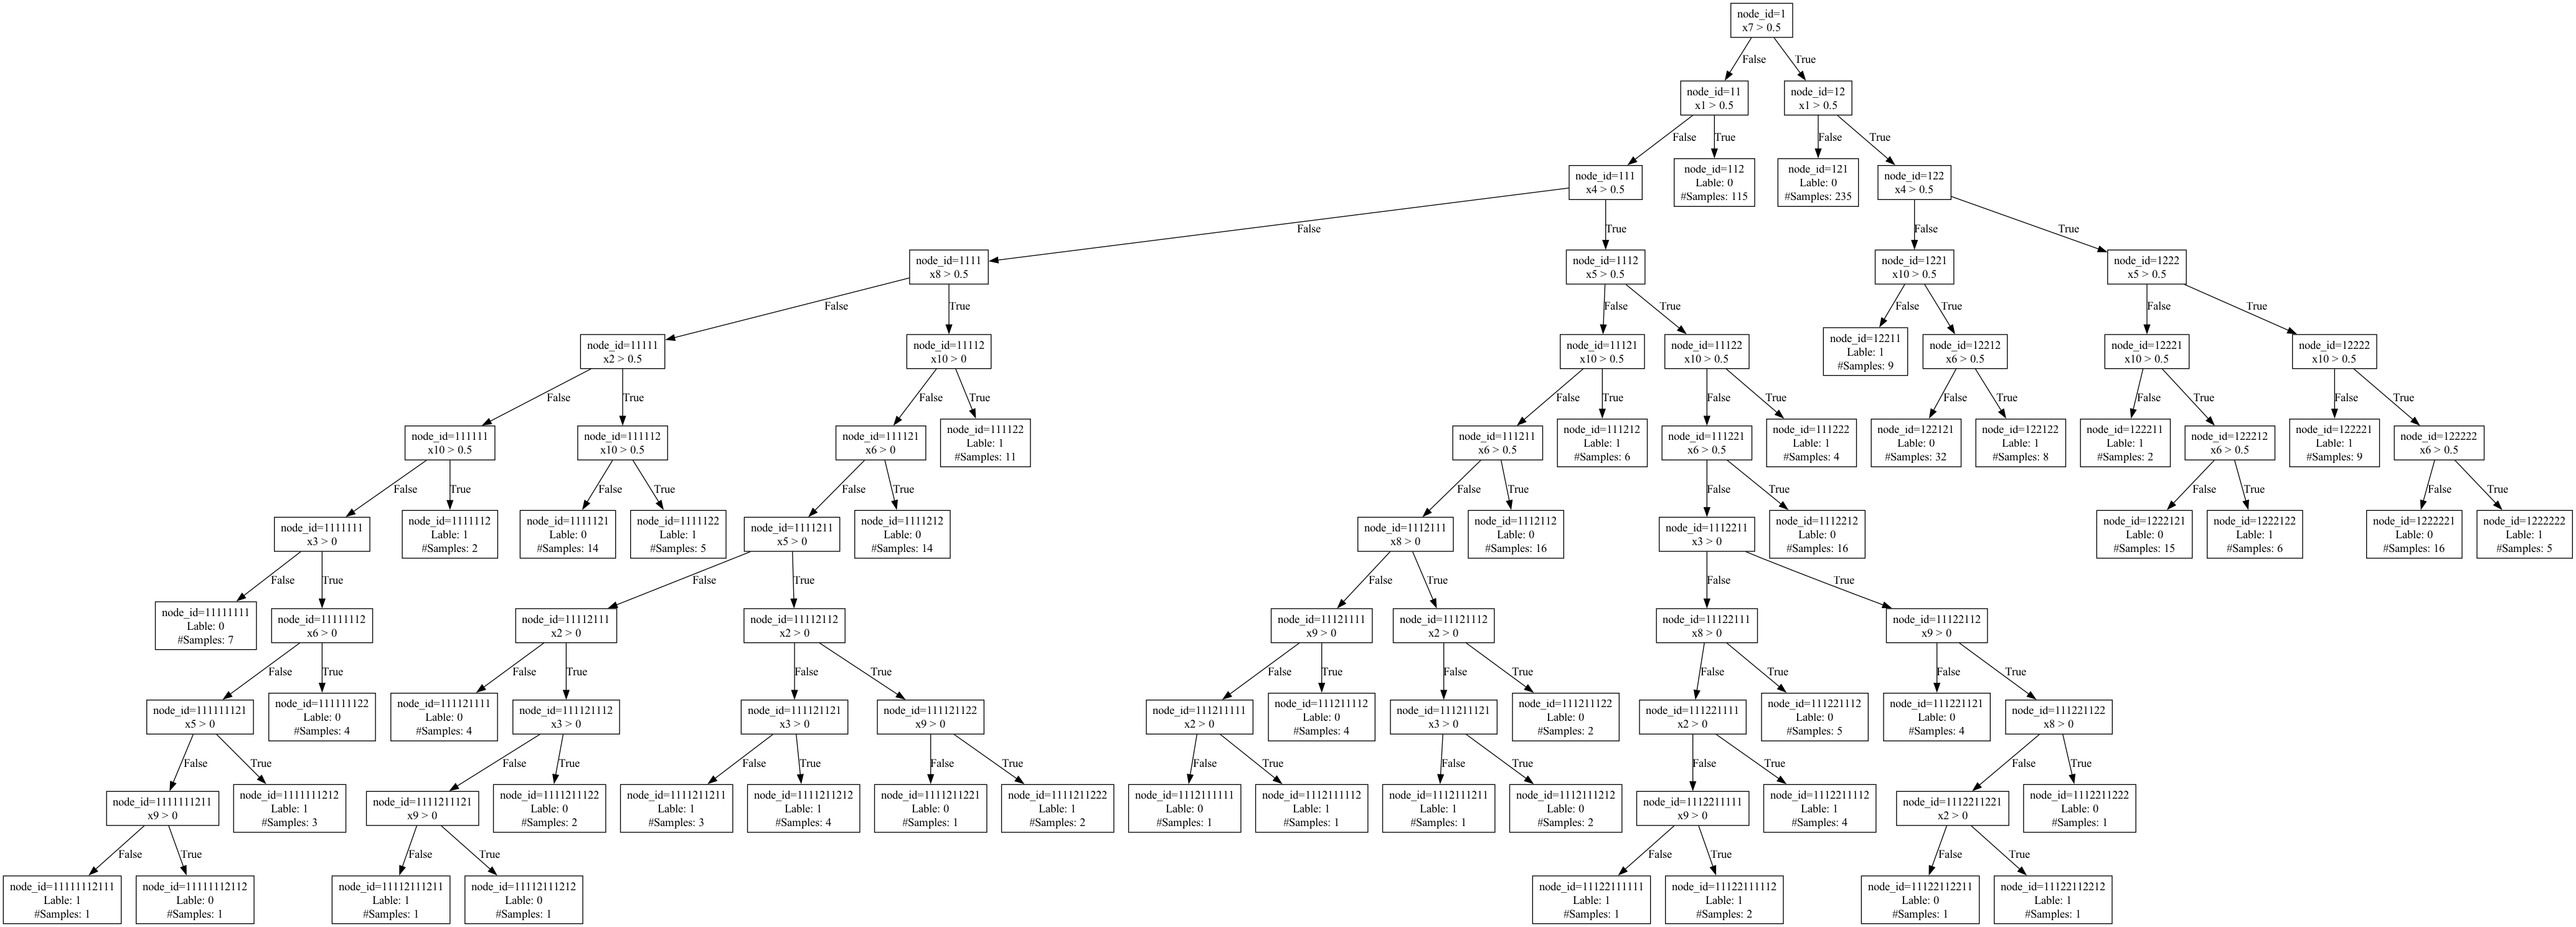 node_id=1
x7 > 0.5
False
True
node_id=11
x1 > 0.5
node_id=12
x1 > 0.5
False
True
False
True
node_id=111
x4 > 0.5
node_id=112
Lable: 0
#Samples: 115
node_id=121
Lable: 0
#Samples: 235
node_id=122
x4 > 0.5
False
True
False
True
node_id=1111
x8 > 0.5
node_id=1112
x5 > 0.5
node_id=1221
x10 > 0.5
node_id=1222
x5 > 0.5
False
True
False
True
False
True
False
True
node_id=11111
x2 > 0.5
node_id=11112
x10 > 0
node_id=11121
x10 > 0.5
node_id=11122
x10 > 0.5
node_id=12211
Lable: 1
#Samples: 9
node_id=12212
x6 > 0.5
node_id=12221
x10 > 0.5
node_id=12222
x10 > 0.5
False
True
False
True
False
True
False
True
False
True
False
True
False
True
node_id=111111
x10 > 0.5
node_id=111112
x10 > 0.5
node_id=111121
x6 > 0
node_id=111122
Lable: 1
#Samples: 11
node_id=111211
x6 > 0.5
node_id=111212
Lable: 1
#Samples: 6
node_id=111221
x6 > 0.5
node_id=111222
Lable: 1
#Samples: 4
node_id=122121
Lable: 0
#Samples: 32
node_id=122122
Lable: 1
#Samples: 8
node_id=122211
Lable: 1
#Samples: 2
node_id=122212
x6 > 0.5
node_id=122221
Lable: 1
#Samples: 9
node_id=122222
x6 > 0.5
False
True
False
True
False
True
False
True
False
True
False
True
False
True
node_id=1111111
x3 > 0
node_id=1111112
Lable: 1
#Samples: 2
node_id=1111121
Lable: 0
#Samples: 14
node_id=1111122
Lable: 1
#Samples: 5
node_id=1111211
x5 > 0
node_id=1111212
Lable: 0
#Samples: 14
node_id=1112111
x8 > 0
node_id=1112112
Lable: 0
#Samples: 16
node_id=1112211
x3 > 0
node_id=1112212
Lable: 0
#Samples: 16
node_id=1222121
Lable: 0
#Samples: 15
node_id=1222122
Lable: 1
#Samples: 6
node_id=1222221
Lable: 0
#Samples: 16
node_id=1222222
Lable: 1
#Samples: 5
False
True
False
True
False
True
False
True
node_id=11111111
Lable: 0
#Samples: 7
node_id=11111112
x6 > 0
node_id=11112111
x2 > 0
node_id=11112112
x2 > 0
node_id=11121111
x9 > 0
node_id=11121112
x2 > 0
node_id=11122111
x8 > 0
node_id=11122112
x9 > 0
False
True
False
True
False
True
False
True
False
True
False
True
False
True
node_id=111111121
x5 > 0
node_id=111111122
Lable: 0
#Samples: 4
node_id=111121111
Lable: 0
#Samples: 4
node_id=111121112
x3 > 0
node_id=111121121
x3 > 0
node_id=111121122
x9 > 0
node_id=111211111
x2 > 0
node_id=111211112
Lable: 0
#Samples: 4
node_id=111211121
x3 > 0
node_id=111211122
Lable: 0
#Samples: 2
node_id=111221111
x2 > 0
node_id=111221112
Lable: 0
#Samples: 5
node_id=111221121
Lable: 0
#Samples: 4
node_id=111221122
x8 > 0
False
True
False
True
False
True
False
True
False
True
False
True
False
True
False
True
node_id=1111111211
x9 > 0
node_id=1111111212
Lable: 1
#Samples: 3
node_id=1111211121
x9 > 0
node_id=1111211122
Lable: 0
#Samples: 2
node_id=1111211211
Lable: 1
#Samples: 3
node_id=1111211212
Lable: 1
#Samples: 4
node_id=1111211221
Lable: 0
#Samples: 1
node_id=1111211222
Lable: 1
#Samples: 2
node_id=1112111111
Lable: 0
#Samples: 1
node_id=1112111112
Lable: 1
#Samples: 1
node_id=1112111211
Lable: 1
#Samples: 1
node_id=1112111212
Lable: 0
#Samples: 2
node_id=1112211111
x9 > 0
node_id=1112211112
Lable: 1
#Samples: 4
node_id=1112211221
x2 > 0
node_id=1112211222
Lable: 0
#Samples: 1
False
True
False
True
False
True
False
True
node_id=11111112111
Lable: 1
#Samples: 1
node_id=11111112112
Lable: 0
#Samples: 1
node_id=11112111211
Lable: 1
#Samples: 1
node_id=11112111212
Lable: 0
#Samples: 1
node_id=11122111111
Lable: 1
#Samples: 1
node_id=11122111112
Lable: 1
#Samples: 2
node_id=11122112211
Lable: 0
#Samples: 1
node_id=11122112212
Lable: 1
#Samples: 1